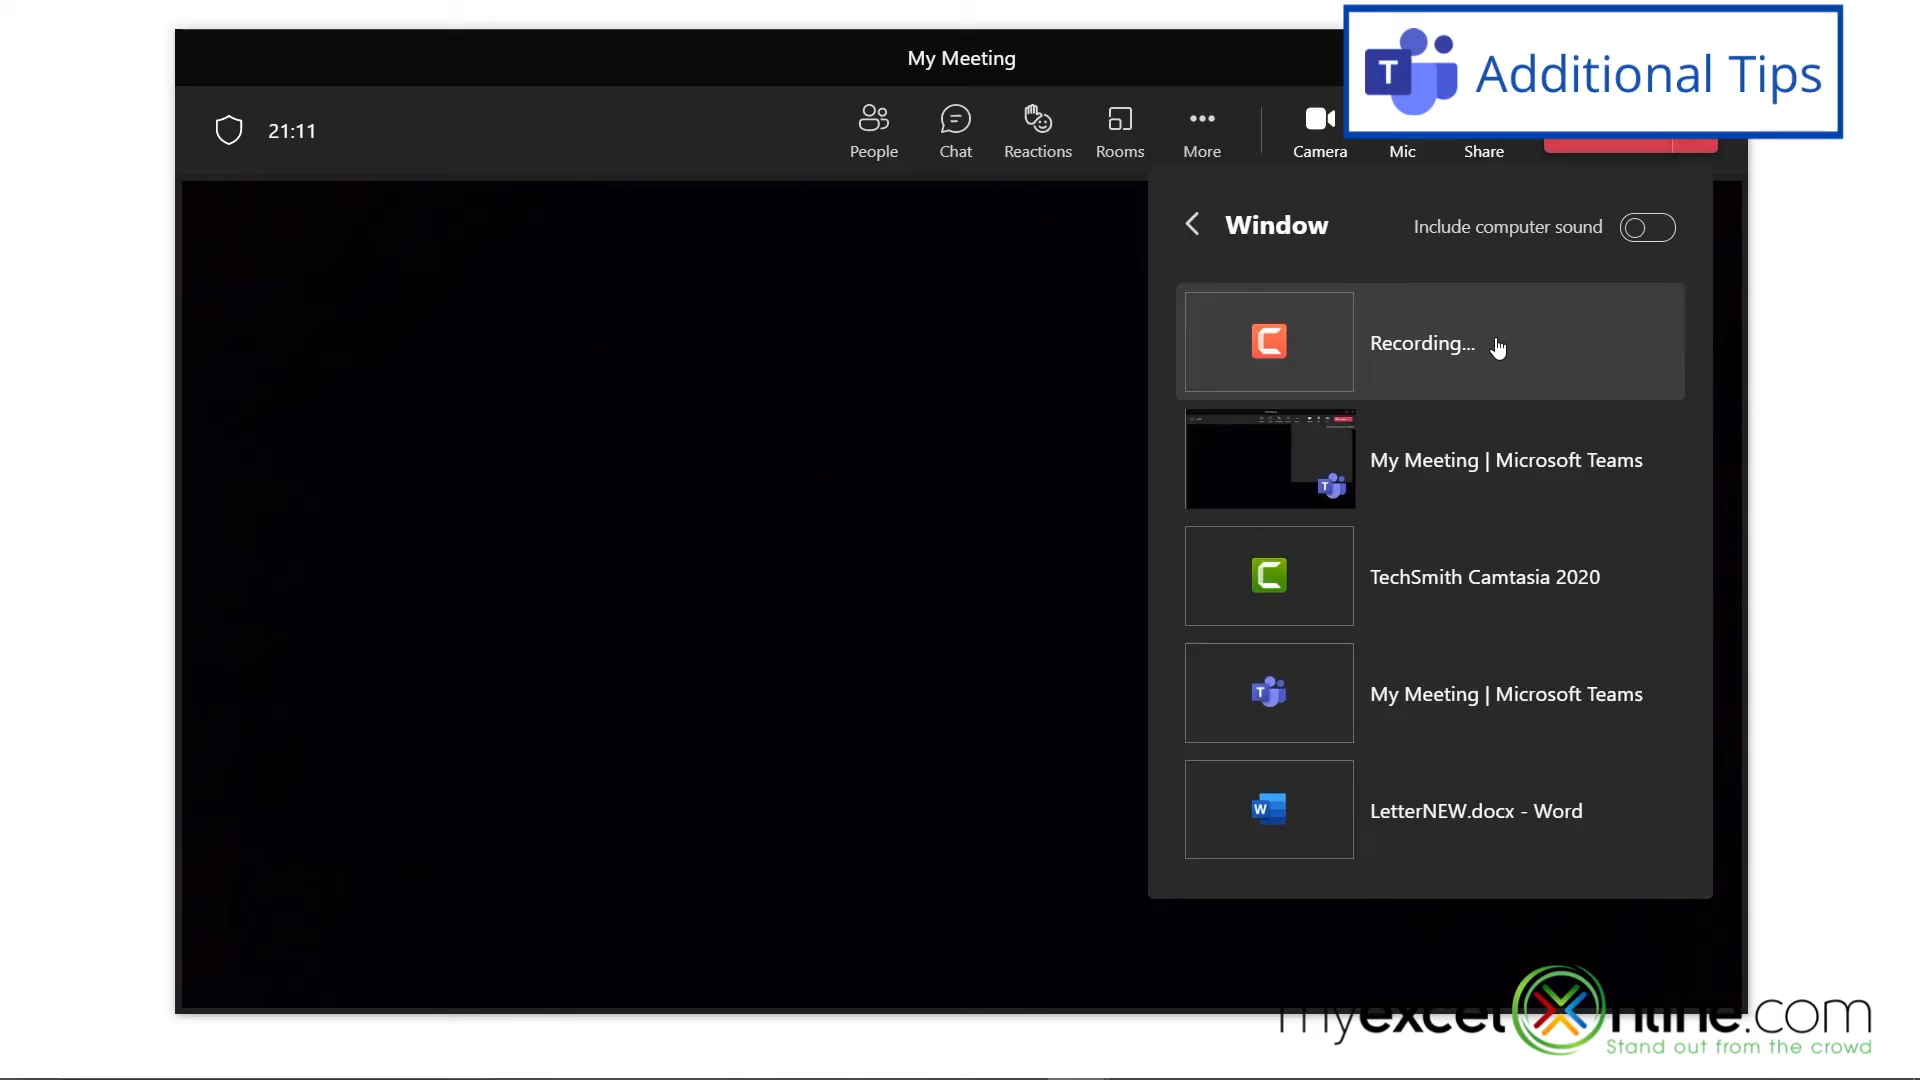 My Meeting
T Additional Tips
21:11
People
Chat
Reactions
Rooms
More
Camera
Mic
Share
Window
Include computer sound
Recording...
My Meeting | Microsoft Teams
TechSmith Camtasia 2020
My Meeting | Microsoft Teams
LetterNEW.docx - Word
myexcelonline.com
Stand out from the crowd